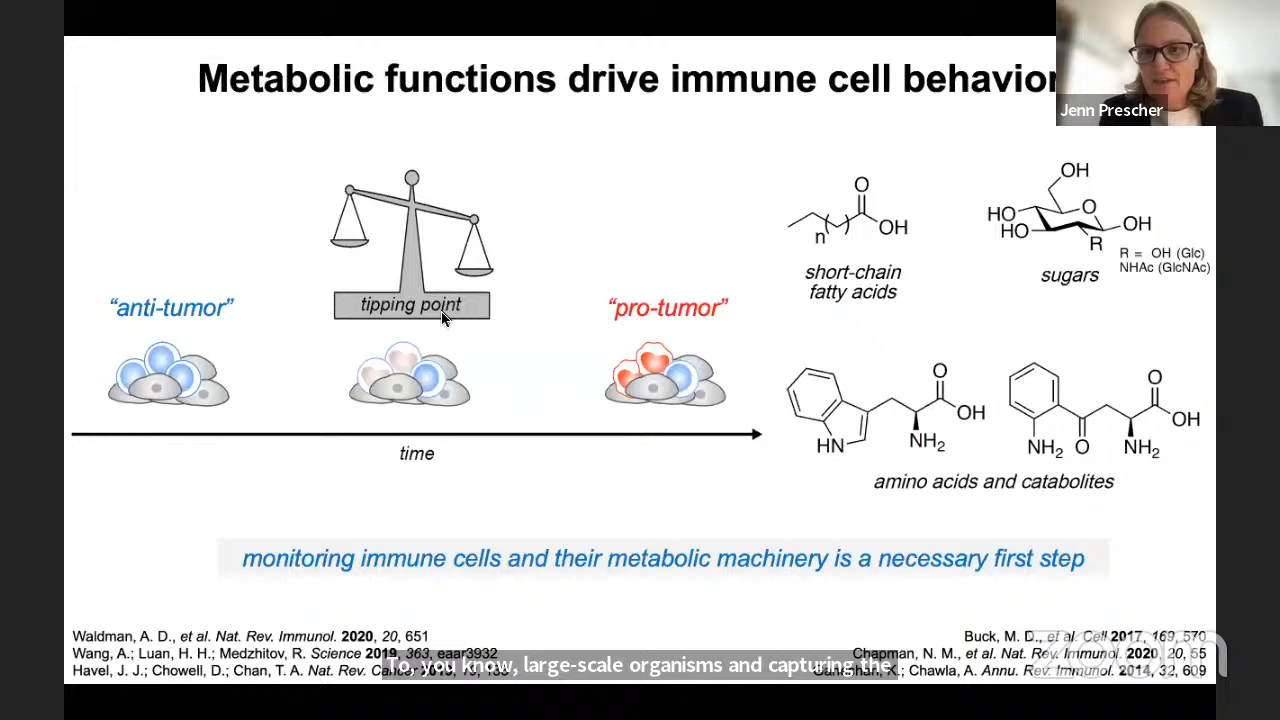 Metabolic functions drive immune cell behavior
Jenn Prescher
"anti-tumor"
tipping point
"pro-tumor"
time
O
OH
n
short-chain
fatty acids
OH
HO
HO
O
OH
R
R = OH (Glc)
NHAc (GlcNAc)
sugars
O
OH
NH2
HN
O
OH
NH2
O
NH2
amino acids and catabolites
monitoring immune cells and their metabolic machinery is a necessary first step
Waldman, A. D., et al. Nat. Rev. Immunol. 2020, 20, 651
Wang, A.; Luan, H. H.; Medzhitov, R. Science 2019, 363, eaar3932
Havel, J. J.; Chowell, D.; Chan, T. A. Nat. Rev.
Buck, M. D., et al. Cell 2017, 169, 570
Chapman, N. M., et al. Nat. Rev. Immunol. 2020, 20, 55
K.; Chawla, A. Annu. Rev. Immunol. 2014, 32, 609
zoom
To, you know, large-scale organisms and capturing the